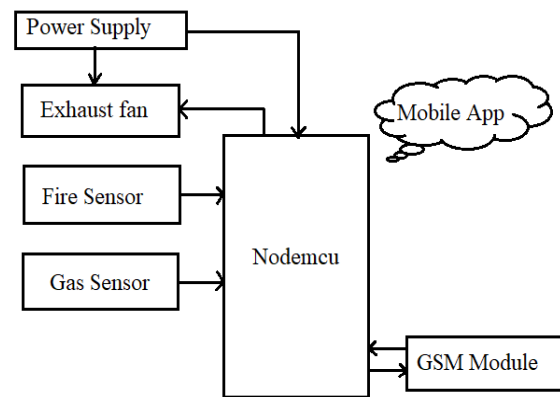 Power Supply
Exhaust fan
Mobile App
Fire Sensor
Nodemcu
Gas Sensor
GSM Module